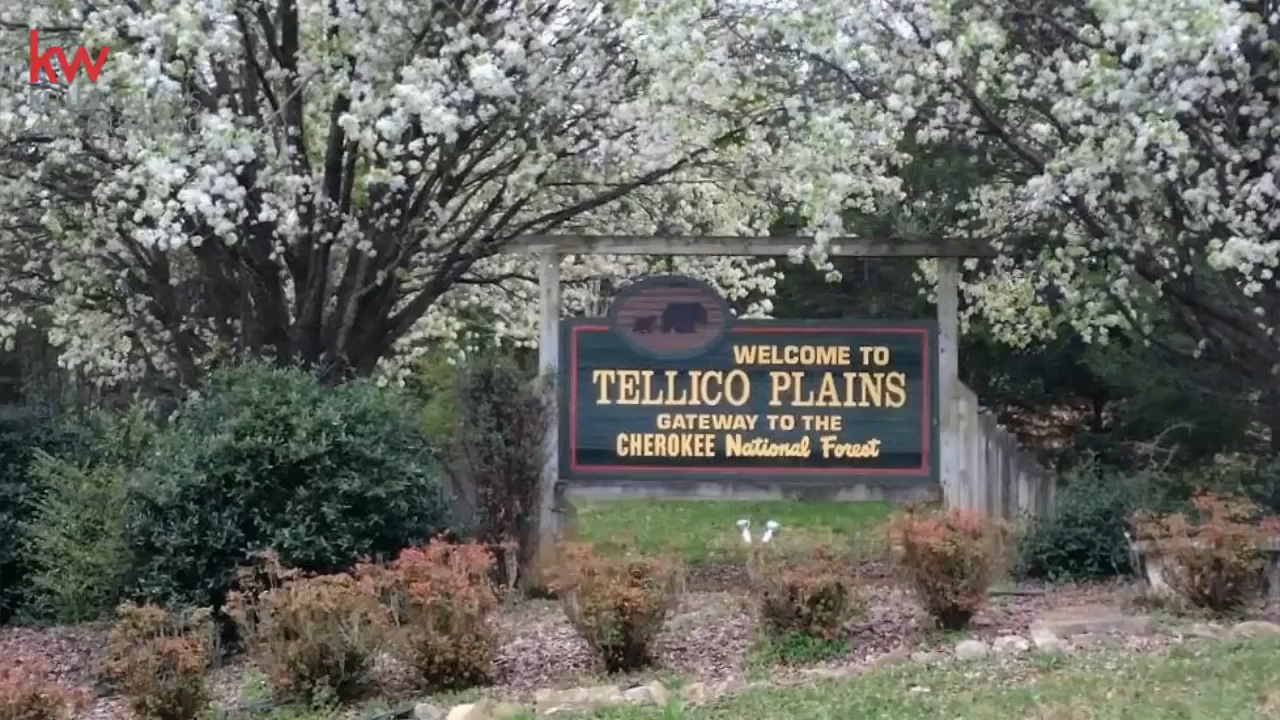 kw
WELCOME TO
TELLICO PLAINS
GATEWAY TO THE
CHEROKEE National Forest